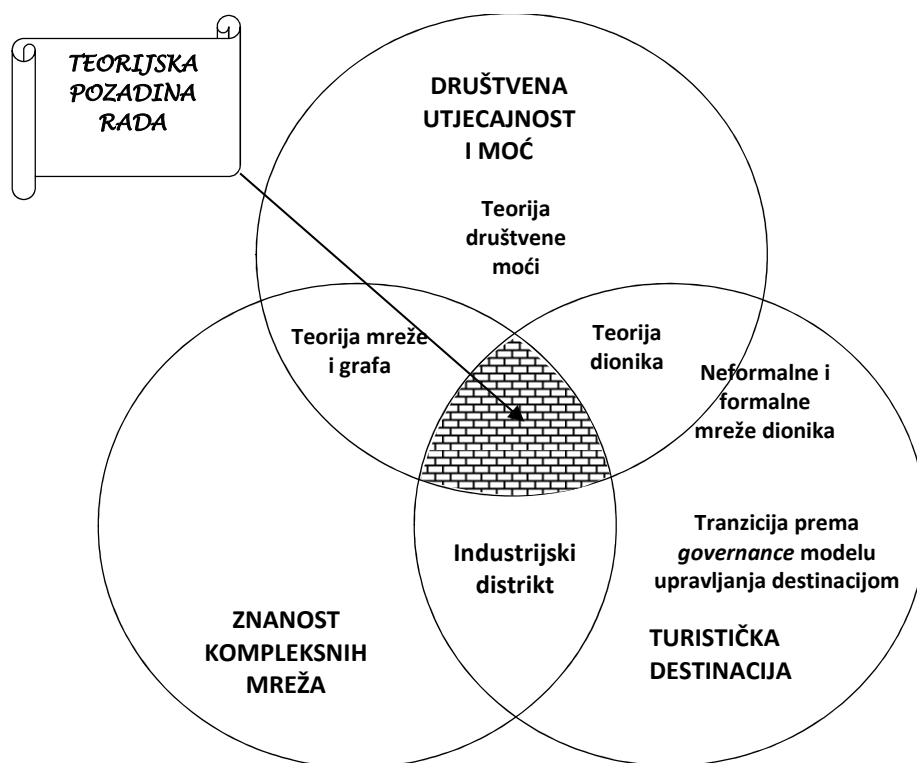 TEORIJSKA
POZADINA
RADA
DRUŠTVENA
UTJECAJNOST
I MOĆ
Teorija
društvene
moći
Teorija mreže
i grafa
Teorija
dionika
Neformalne i
formalne
mreže dionika
Industrijski
distrikt
Tranzicija prema
governance modelu
upravljanja destinacijom
ZNANOST
KOMPLEKSNIH
MREŽA
TURISTIČKA
DESTINACIJA